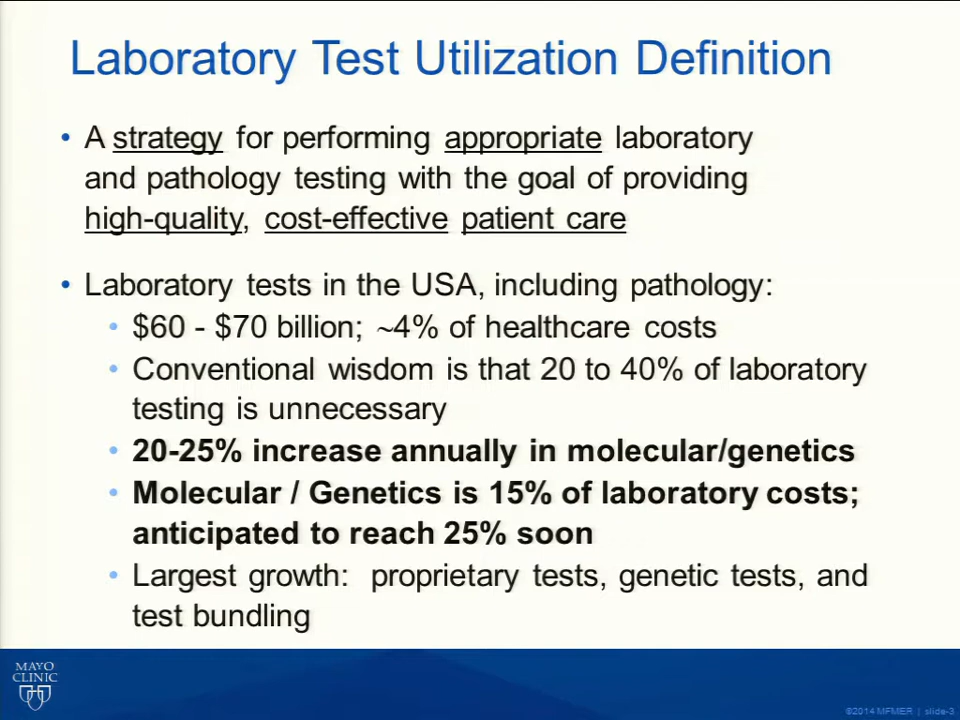 Laboratory Test Utilization Definition
• A strategy for performing appropriate laboratory
and pathology testing with the goal of providing
high-quality, cost-effective patient care
• Laboratory tests in the USA, including pathology:
• $60 - $70 billion; ~4% of healthcare costs
• Conventional wisdom is that 20 to 40% of laboratory
testing is unnecessary
• 20-25% increase annually in molecular/genetics
• Molecular / Genetics is 15% of laboratory costs;
anticipated to reach 25% soon
• Largest growth: proprietary tests, genetic tests, and
test bundling
MAYO
CLINIC
©2014 MFMER | slide-3